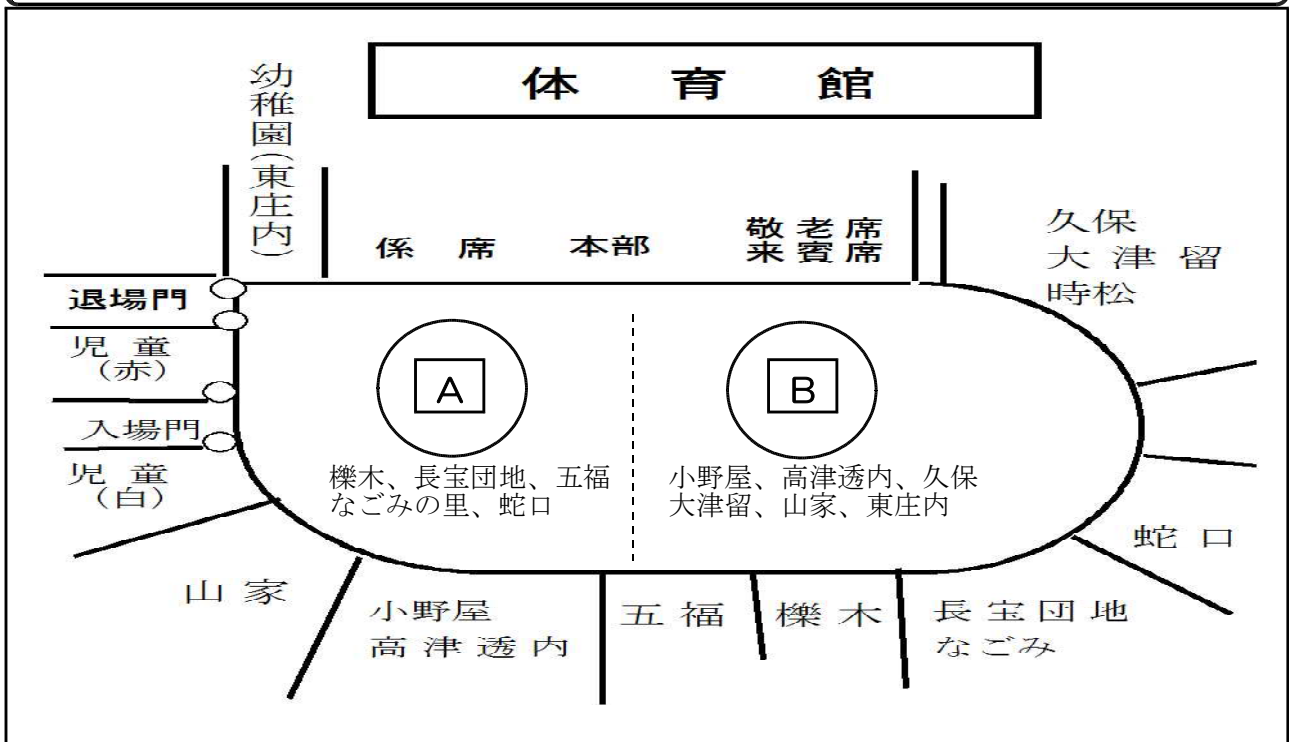 体育館
幼稚園(東庄内)
係席 本部 敬老席
来賓席
久保
大津留
時松
退場門
児童
(赤)
入場門
児童
(白)
A
B
櫟木、長宝団地、五福
なごみの里、蛇口
小野屋、高津透内、久保
大津留、山家、東庄内
蛇口
山家
小野屋
高津透内
五福
櫟木
長宝団地
なごみ